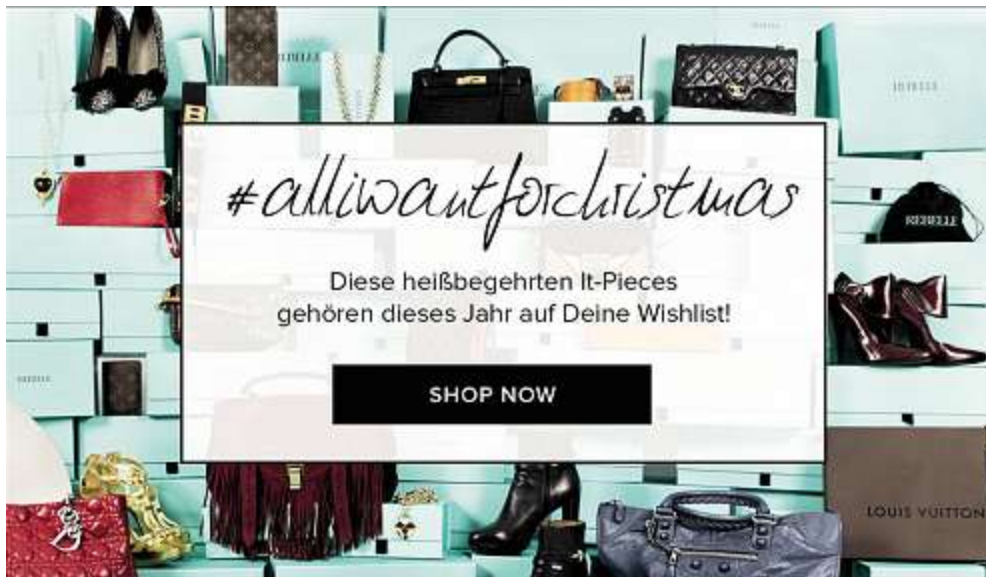 #alliwantforchristmas
Diese heißbegehrten It-Pieces
gehören dieses Jahr auf Deine Wishlist!
SHOP NOW
REBELLE
LOUIS VUITTON